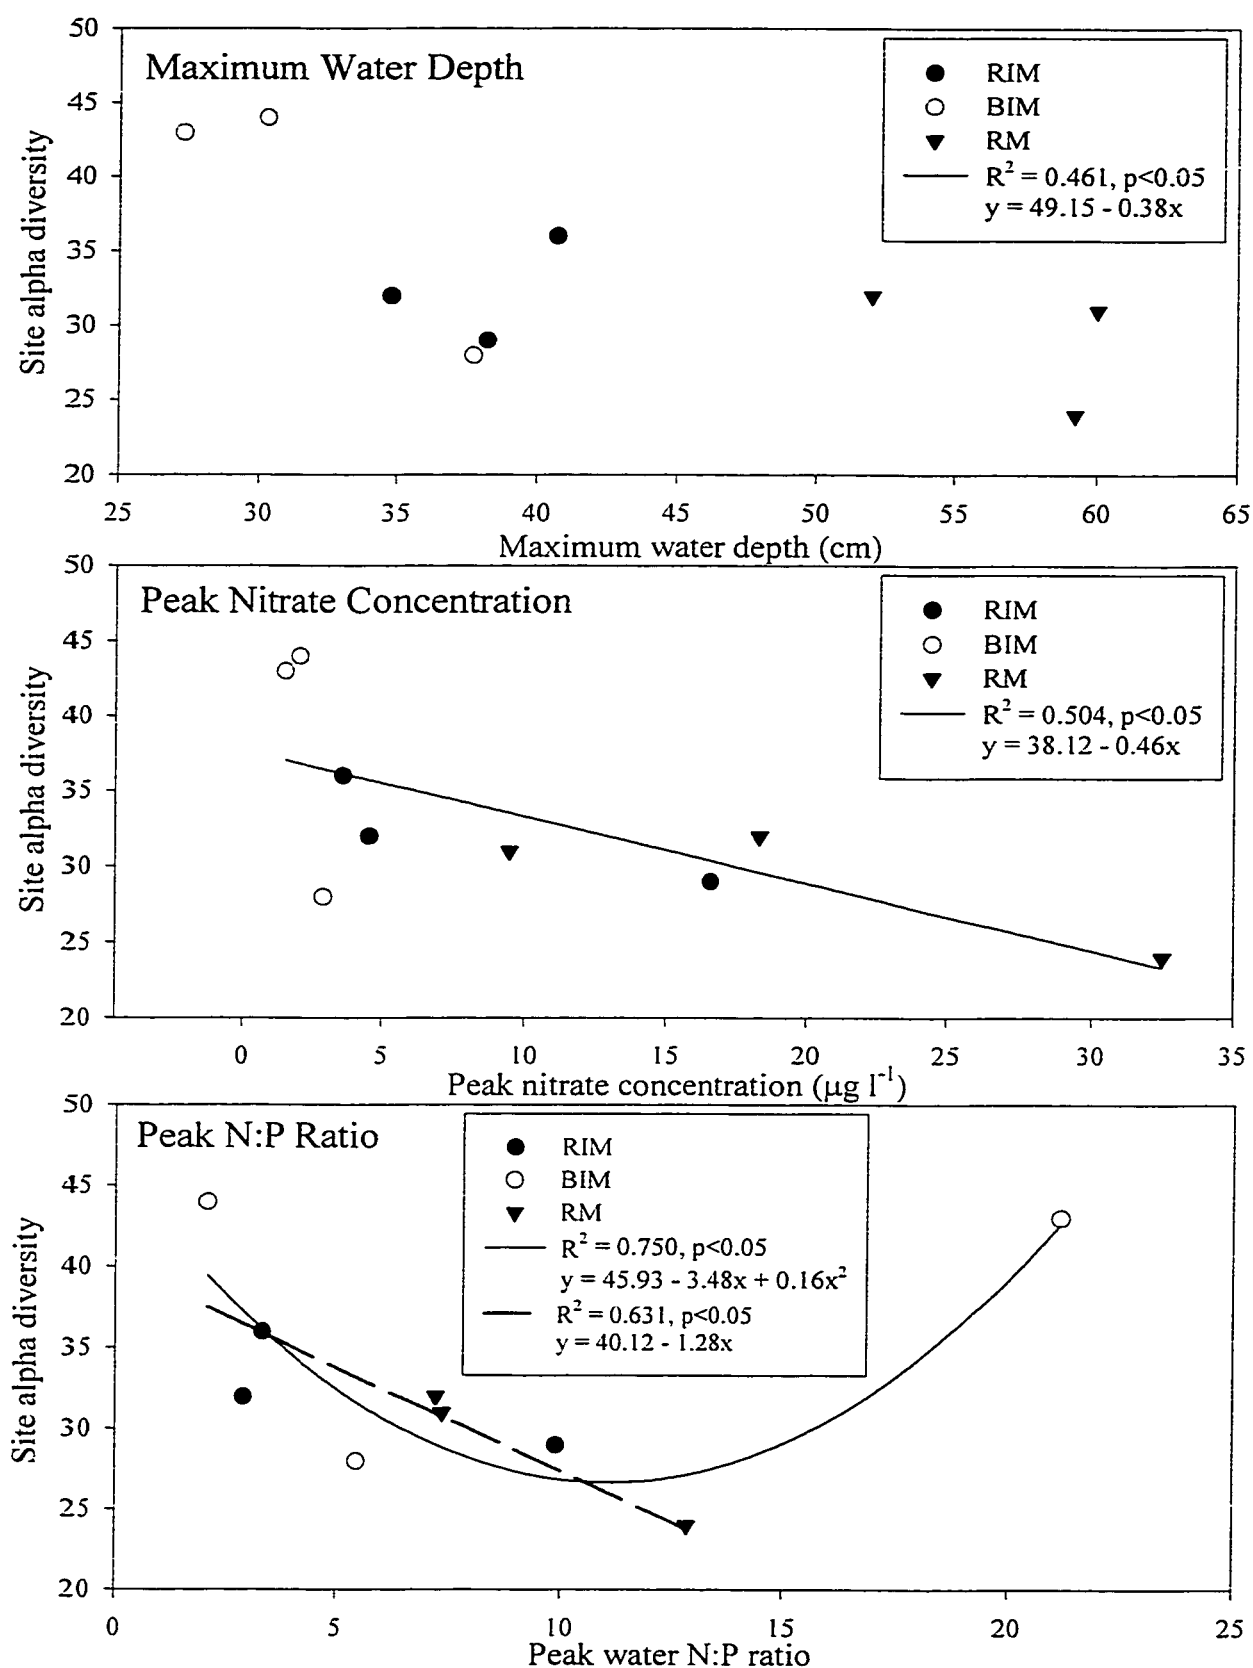 Maximum Water Depth
RIM
BIM
RM
R² = 0.461, p<0.05
y = 49.15 - 0.38x
Site alpha diversity
50
45
40
35
30
25
20
25 30 35 40 45 50 55 60 65
Maximum water depth (cm)
Peak Nitrate Concentration
RIM
BIM
RM
R² = 0.504, p<0.05
y = 38.12 - 0.46x
Site alpha diversity
50
45
40
35
30
25
20
0 5 10 15 20 25 30 35
Peak nitrate concentration (µg l⁻¹)
Peak N:P Ratio
RIM
BIM
RM
R² = 0.750, p<0.05
y = 45.93 - 3.48x + 0.16x²
R² = 0.631, p<0.05
y = 40.12 - 1.28x
Site alpha diversity
50
45
40
35
30
25
20
0 5 10 15 20 25
Peak water N:P ratio